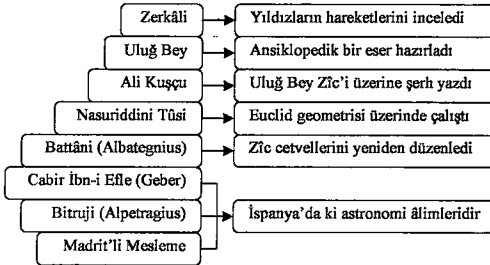 Zerkâli
Yıldızların hareketlerini inceledi
Uluğ Bey
Ansiklopedik bir eser hazırladı
Ali Kuşçu
Uluğ Bey Zîc'i üzerine şerh yazdı
Nasuriddini Tûsi
Euclid geometrisi üzerinde çalıştı
Battâni (Albategnius)
Zîc cetvellerini yeniden düzenledi
Cabir İbn-i Efle (Geber)
Bitruji (Alpetragius)
İspanya'da ki astronomi âlimleridir
Madrit'li Mesleme